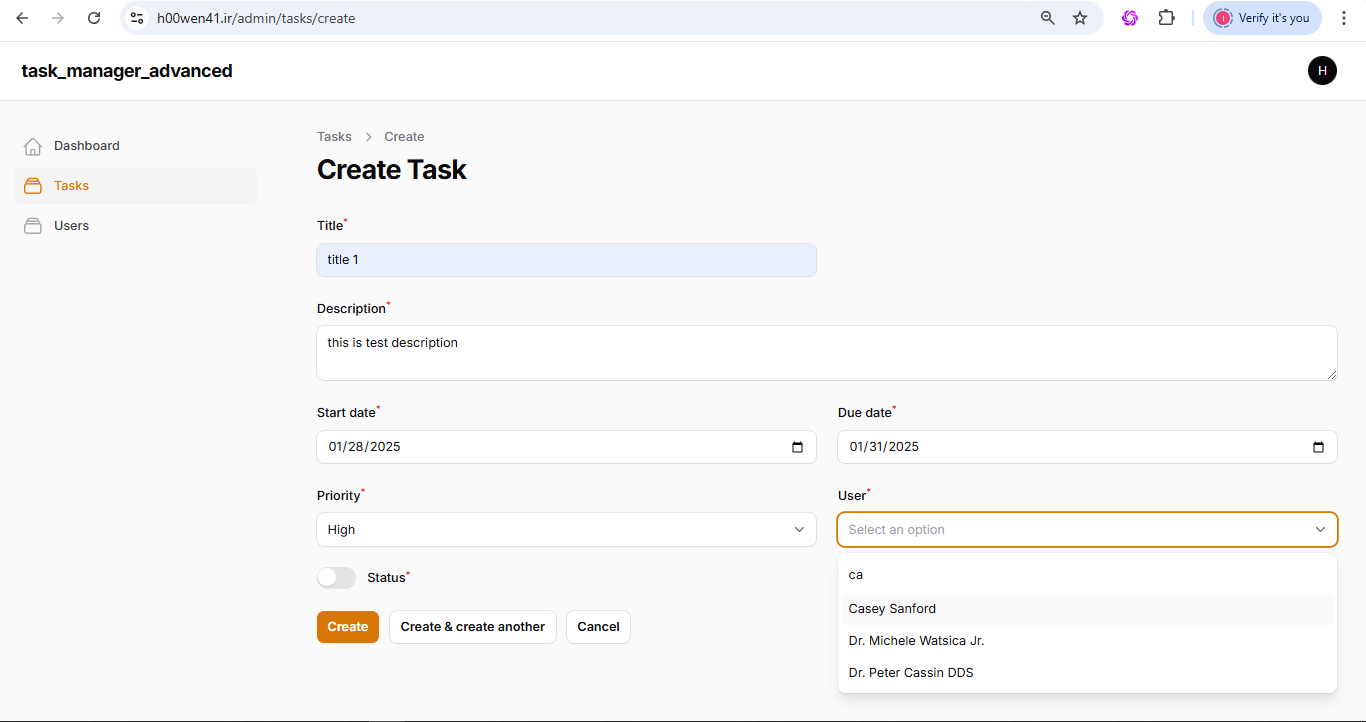 h00wen41.ir/admin/tasks/create
Verify it's you
task_manager_advanced
H
Dashboard
Tasks
Users
Tasks > Create
Create Task
Title*
title 1
Description*
this is test description
Start date*
Due date*
01/28/2025
01/31/2025
Priority*
User*
High
Select an option
Status*
ca
Casey Sanford
Create
Create & create another
Cancel
Dr. Michele Watsica Jr.
Dr. Peter Cassin DDS